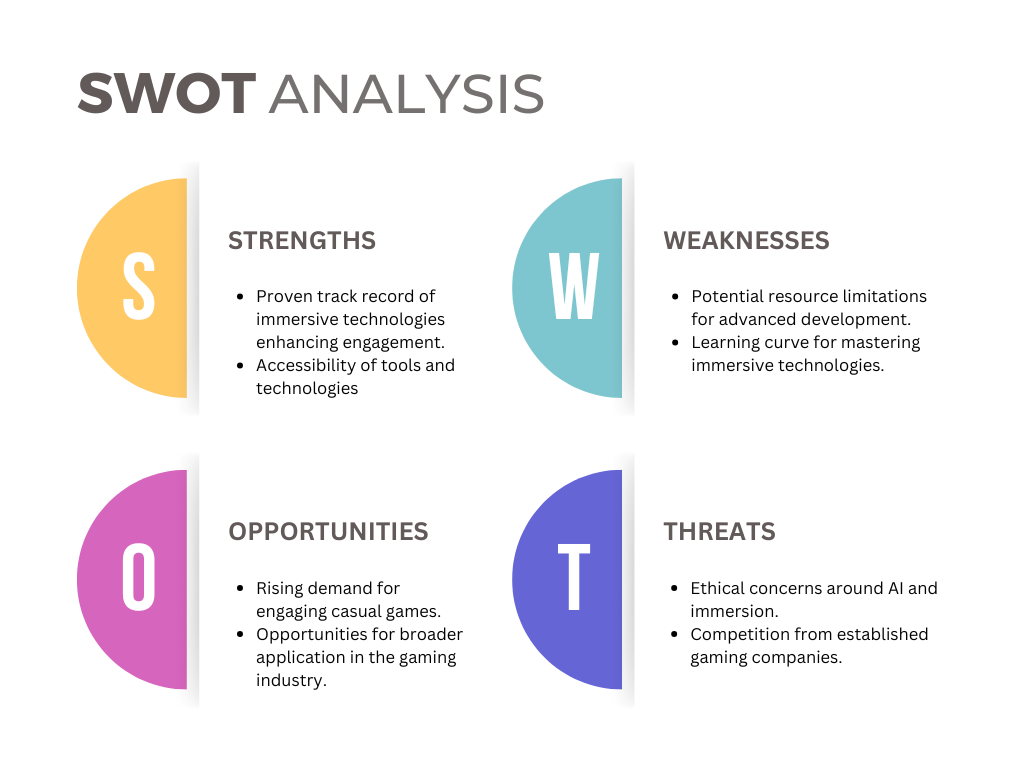 SWOT ANALYSIS
S
STRENGTHS
• Proven track record of
immersive technologies
enhancing engagement.
• Accessibility of tools and
technologies
W
WEAKNESSES
• Potential resource limitations
for advanced development.
• Learning curve for mastering
immersive technologies.
O
OPPORTUNITIES
• Rising demand for
engaging casual games.
• Opportunities for broader
application in the gaming
industry.
T
THREATS
• Ethical concerns around AI and
immersion.
• Competition from established
gaming companies.